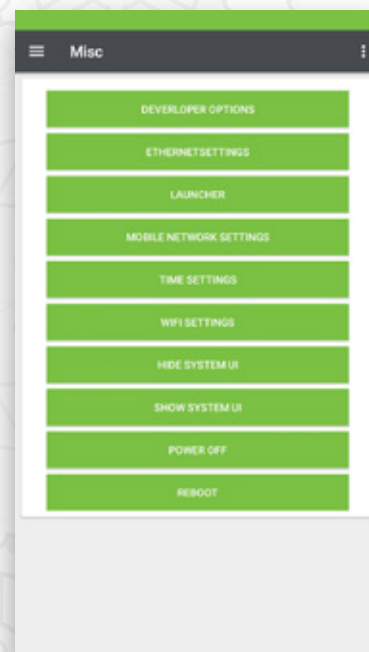 Misc
DEVERLOPER OPTIONS
ETHERNETSETTINGS
LAUNCHER
MOBILE NETWORK SETTINGS
TIME SETTINGS
WIFI SETTINGS
HIDE SYSTEM UI
SHOW SYSTEM UI
POWER OFF
REBOOT